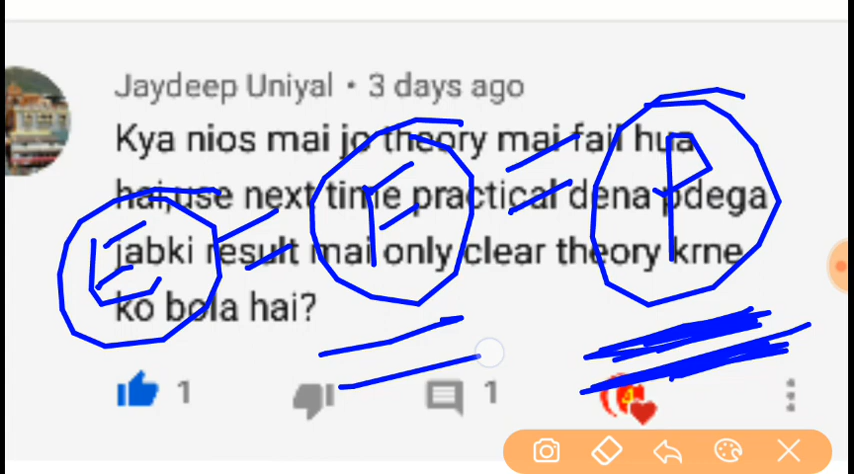 Jaydeep Uniyal • 3 days ago
Kya nios mai jo theory mai fail hua
hai,use next time practical dena pdega
E = F = P
jabki result mai only clear theory krne
ko bola hai?
1 1